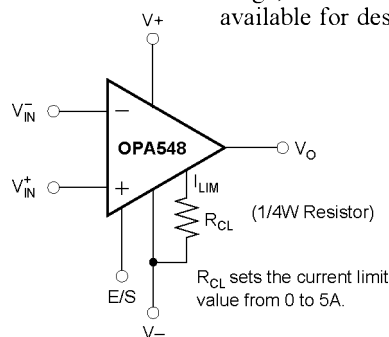 available for des
V+
V−IN
OPA548
VO
V+IN
ILIM
RCL
(1/4W Resistor)
E/S
RCL sets the current limit
value from 0 to 5A.
V−